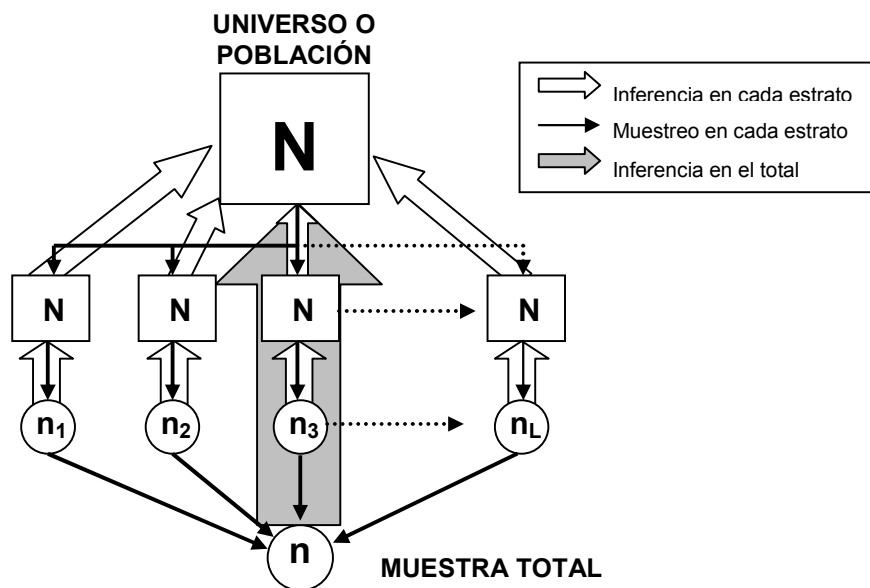 UNIVERSO O
POBLACIÓN
N
Inferencia en cada estrato
Muestreo en cada estrato
Inferencia en el total
N N N N
n1 n2 n3 nL
n
MUESTRA TOTAL